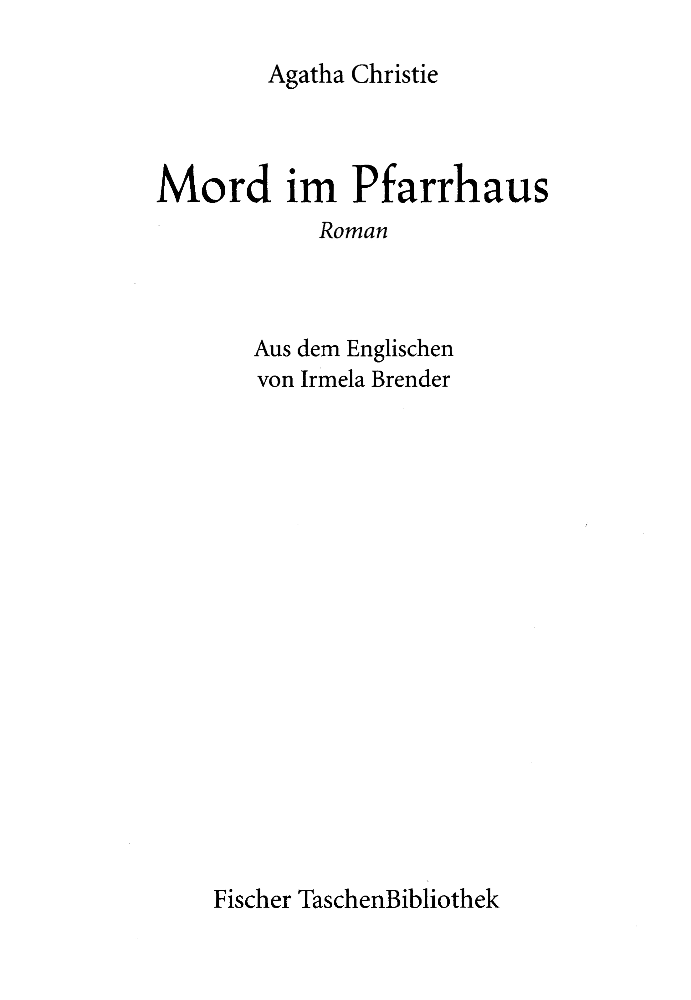 Agatha Christie
Mord im Pfarrhaus
Roman
Aus dem Englischen
von Irmela Brender
Fischer TaschenBibliothek